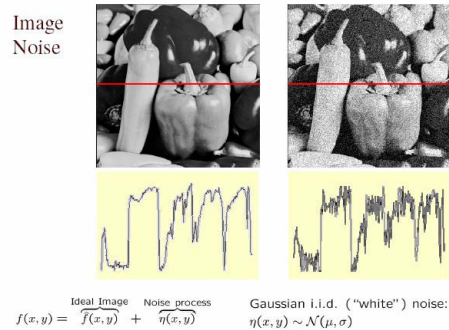 Image
Noise
Ideal Image Noise process
f(x, y) = f(x, y) + η(x, y)
Gaussian i.i.d. ("white") noise:
η(x, y) ∼ N(μ, σ)